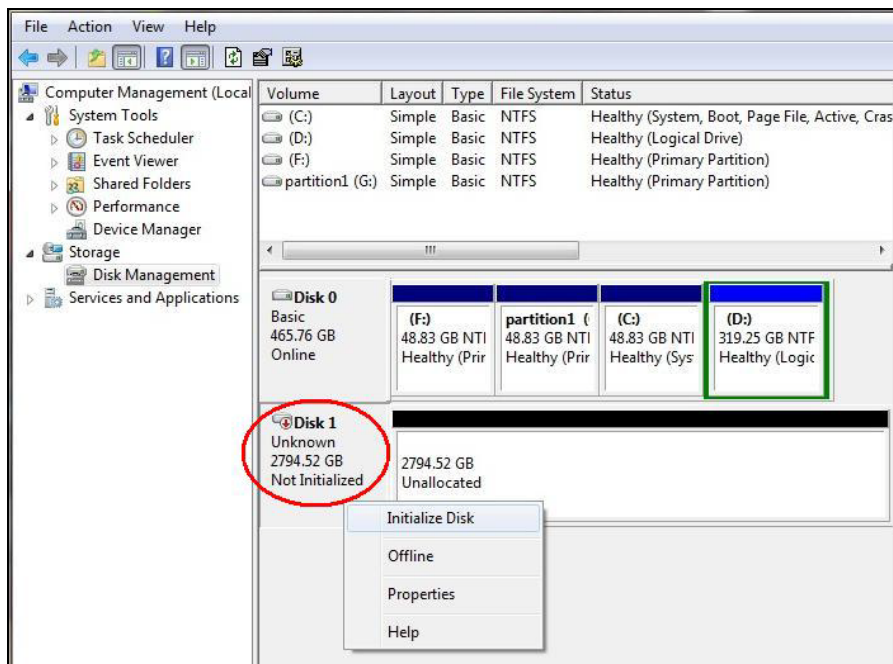 File Action View Help
Computer Management (Local
System Tools
Task Scheduler
Event Viewer
Shared Folders
Performance
Device Manager
Storage
Disk Management
Services and Applications
Volume Layout Type File System Status
(C:) Simple Basic NTFS Healthy (System, Boot, Page File, Active, Cras
(D:) Simple Basic NTFS Healthy (Logical Drive)
(F:) Simple Basic NTFS Healthy (Primary Partition)
partition1 (G:) Simple Basic NTFS Healthy (Primary Partition)
Disk 0
Basic
465.76 GB
Online
(F:)
48.83 GB NTI
Healthy (Prir
partition1 (
48.83 GB NTI
Healthy (Prir
(C:)
48.83 GB NTI
Healthy (Sys
(D:)
319.25 GB NTF
Healthy (Logic
Disk 1
Unknown
2794.52 GB
Not Initialized
2794.52 GB
Unallocated
Initialize Disk
Offline
Properties
Help